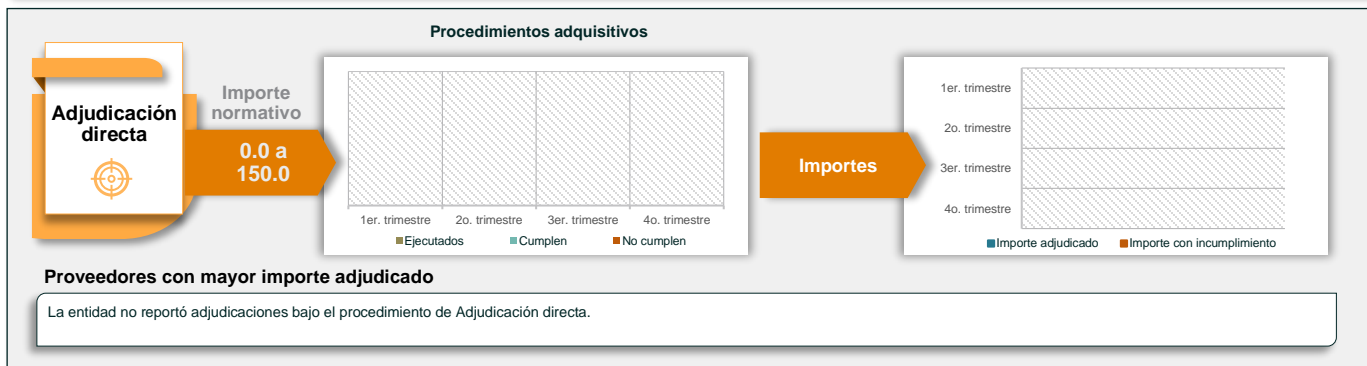 Procedimientos adquisitivos
Adjudicación
directa
Importe
normativo
0.0 a
150.0
1er. trimestre
2o. trimestre
3er. trimestre
4o. trimestre
Ejecutados
Cumplen
No cumplen
Importes
1er. trimestre
2o. trimestre
3er. trimestre
4o. trimestre
Importe adjudicado
Importe con incumplimiento
Proveedores con mayor importe adjudicado
La entidad no reportó adjudicaciones bajo el procedimiento de Adjudicación directa.